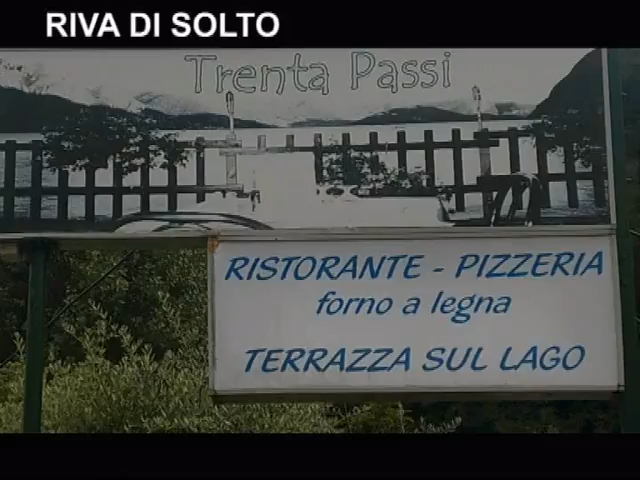 RIVA DI SOLTO
Trenta Passi
RISTORANTE - PIZZERIA
forno a legna
TERRAZZA SUL LAGO